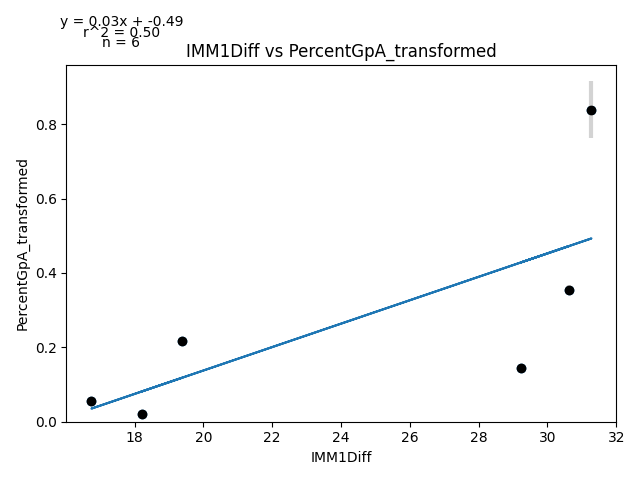 y = 0.03x + -0.49
r^2 = 0.50
n = 6
IMM1Diff vs PercentGpA_transformed
PercentGpA_transformed
0.8
0.6
0.4
0.2
0.0
18 20 22 24 26 28 30 32
IMM1Diff